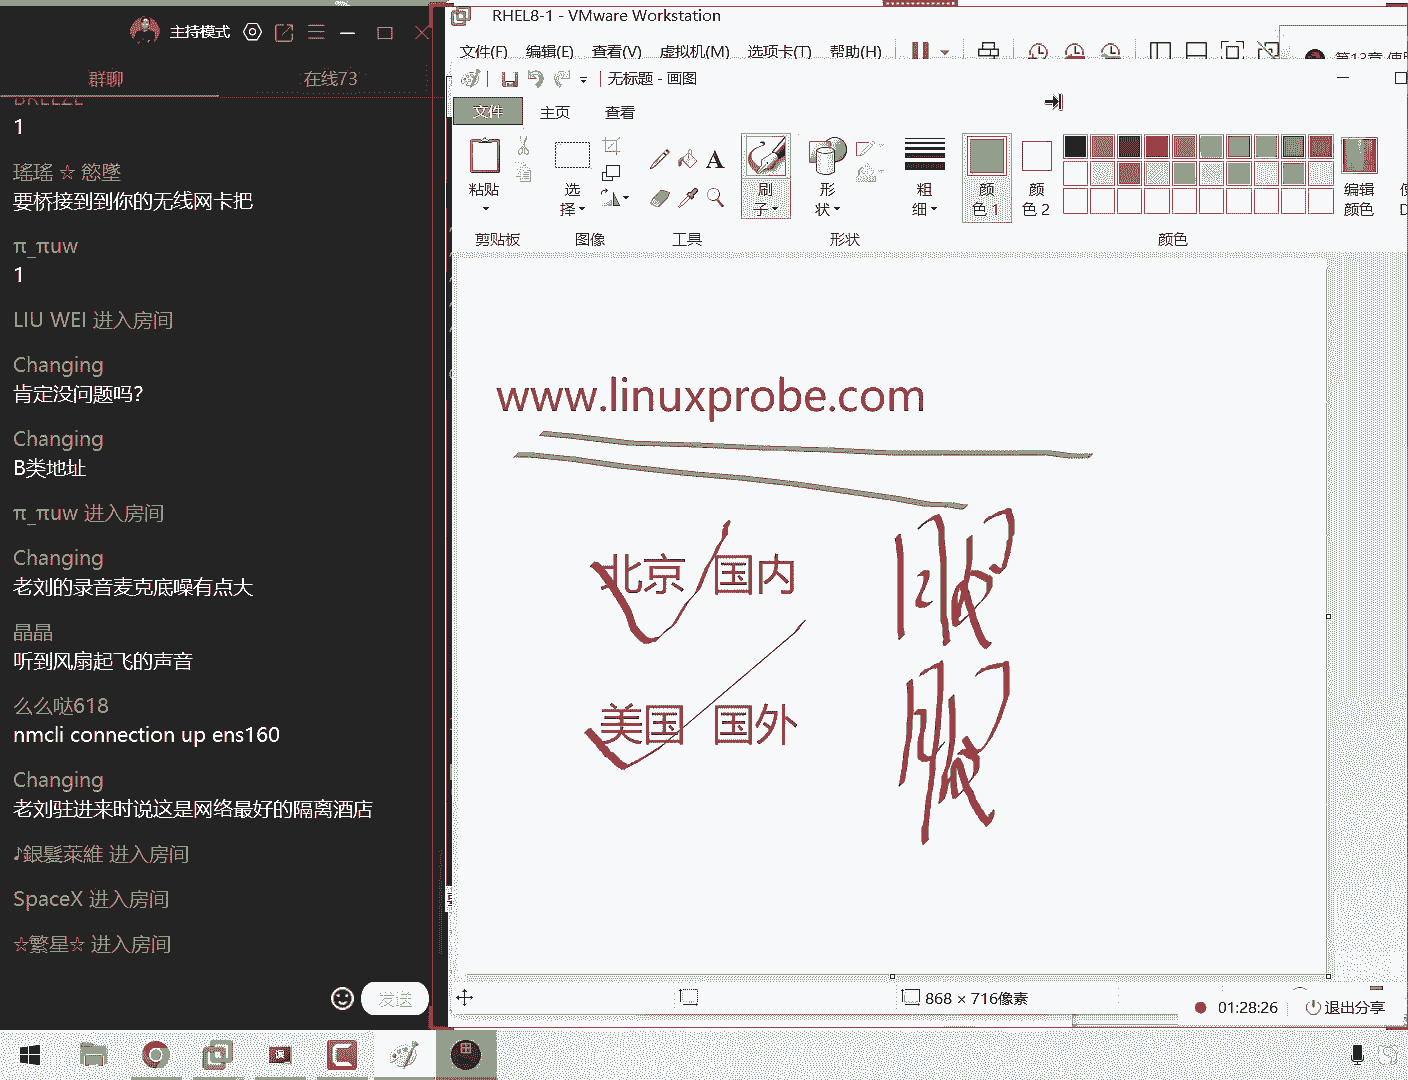 主持模式
群聊 在线73
BREEZE
1
瑤瑤 ☆ 慾墜
要桥接到到你的无线网卡把
π_πuw
1
LIU WEI 进入房间
Changing
肯定没问题吗?
Changing
B类地址
π_πuw 进入房间
Changing
老刘的录音麦克底噪有点大
晶晶
听到风扇起飞的声音
么么哒618
nmcli connection up ens160
Changing
老刘驻进来时说这是网络最好的隔离酒店
♪銀鬘萊維 进入房间
SpaceX 进入房间
☆繁星☆ 进入房间
发送
RHEL8-1 - VMware Workstation
文件(F) 编辑(E) 查看(V) 虚拟机(M) 选项卡(T) 帮助(H)
无标题 - 画图
文件 主页 查看
粘贴
选择
刷子
形状
粗细
颜色 1
颜色 2
编辑颜色
剪贴板 图像 工具 形状 颜色
www.linuxprobe.com
北京 国内
美国 国外
868 × 716像素
01:28:26 退出分享